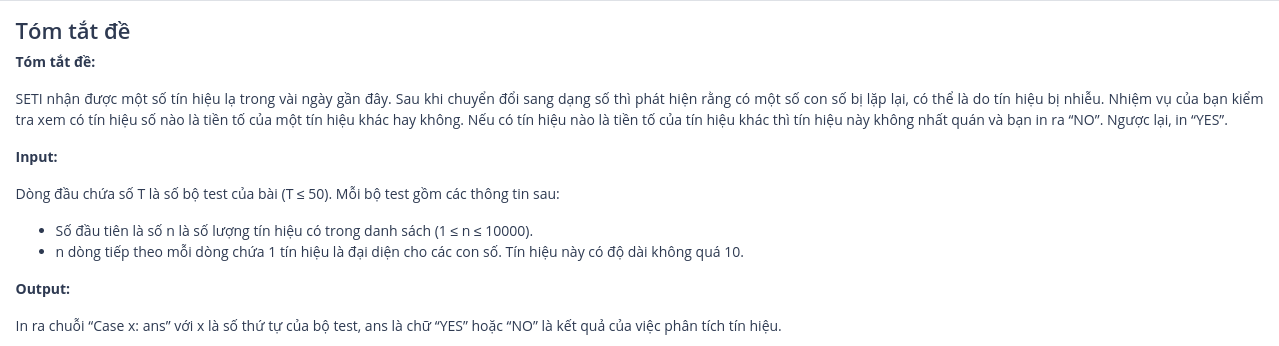 Tóm tắt đề
Tóm tắt đề:
SETI nhận được một số tín hiệu lạ trong vài ngày gần đây. Sau khi chuyển đổi sang dạng số thì phát hiện rằng có một số con số bị lặp lại, có thể là do tín hiệu bị nhiễu. Nhiệm vụ của bạn kiểm
tra xem có tín hiệu số nào là tiền tố của một tín hiệu khác hay không. Nếu có tín hiệu nào là tiền tố của tín hiệu khác thì tín hiệu này không nhất quán và bạn in ra “NO”. Ngược lại, in “YES”.
Input:
Dòng đầu chứa số T là số bộ test của bài (T ≤ 50). Mỗi bộ test gồm các thông tin sau:
• Số đầu tiên là số n là số lượng tín hiệu có trong danh sách (1 ≤ n ≤ 10000).
• n dòng tiếp theo mỗi dòng chứa 1 tín hiệu là đại diện cho các con số. Tín hiệu này có độ dài không quá 10.
Output:
In ra chuỗi “Case x: ans” với x là số thứ tự của bộ test, ans là chữ “YES” hoặc “NO” là kết quả của việc phân tích tín hiệu.